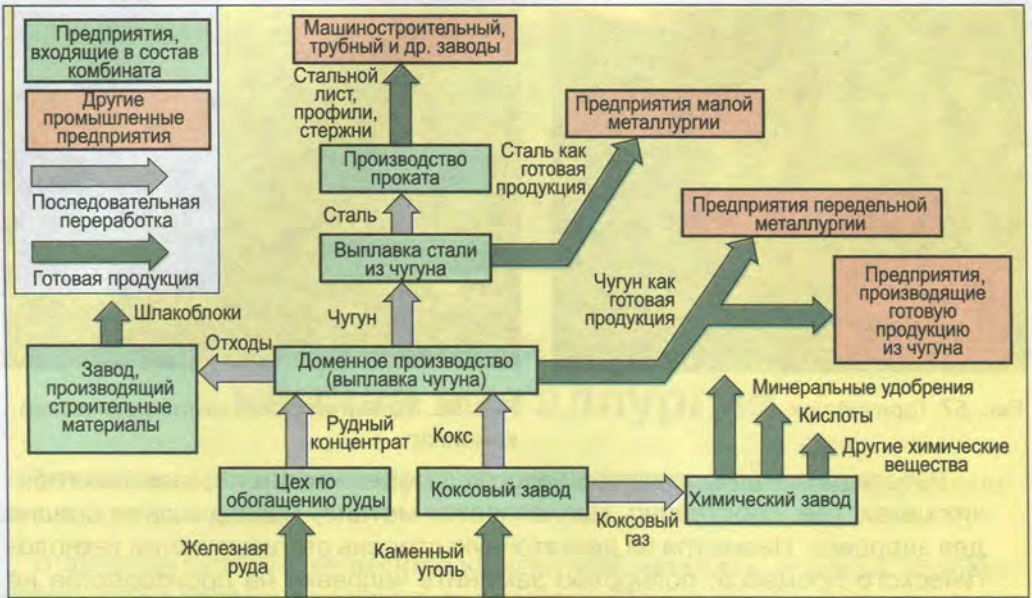 Предприятия,
входящие в состав
комбината
Другие
промышленные
предприятия
Последовательная
переработка
Готовая продукция
Машиностроительный,
трубный и др. заводы
Стальной
лист,
профили,
стержни
Производство
проката
Сталь
Выплавка стали
из чугуна
Чугун
Предприятия малой
металлургии
Сталь как
готовая
продукция
Предприятия передельной
металлургии
Чугун как
готовая
продукция
Предприятия,
производящие
готовую
продукцию
из чугуна
Шлакоблоки
Отходы
Завод,
производящий
строительные
материалы
Доменное производство
(выплавка чугуна)
Рудный
концентрат
Кокс
Минеральные удобрения
Кислоты
Другие химические
вещества
Цех по
обогащению руды
Коксовый завод
Коксовый
газ
Химический завод
Железная
руда
Каменный
уголь